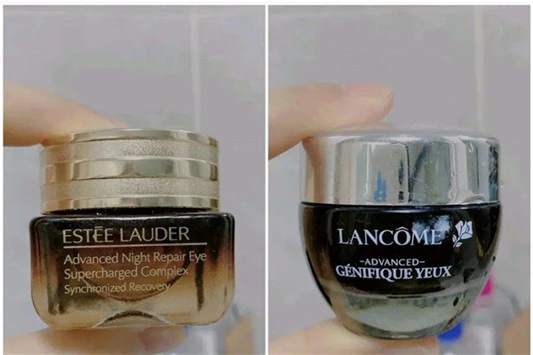 ESTĒE LAUDER
Advanced Night Repair Eye
Supercharged Complex
Synchronized Recovery
LANCÔME
–ADVANCED–
GÉNIFIQUE YEUX